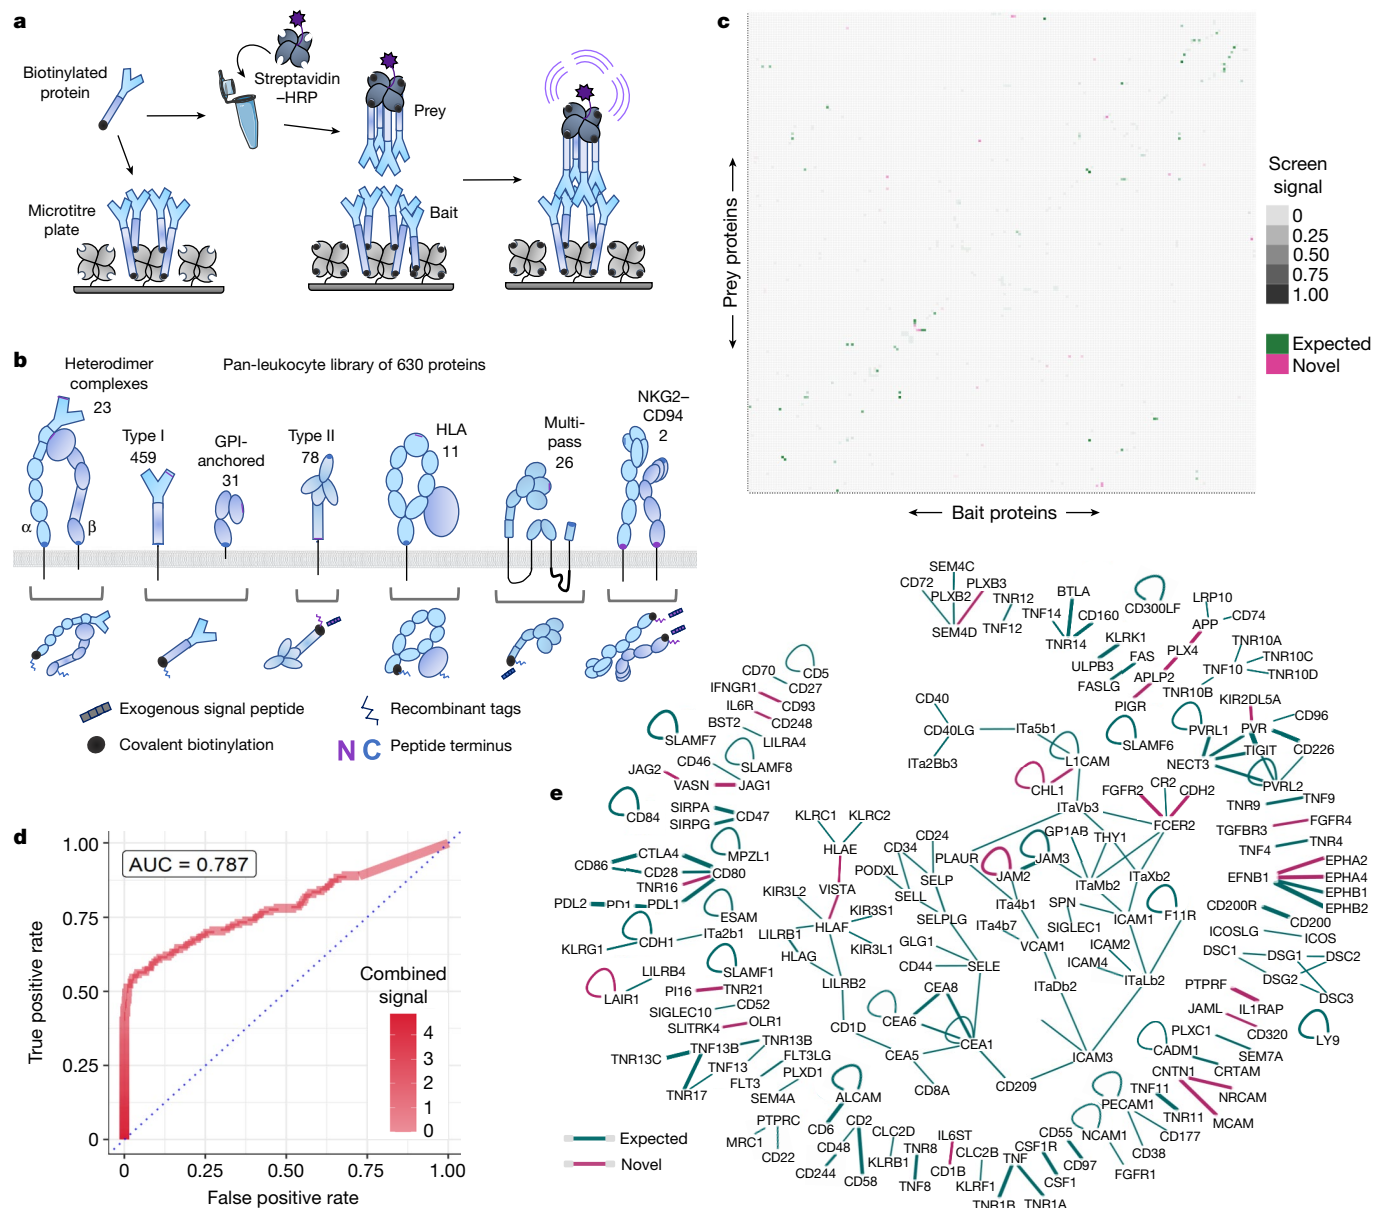 a
Biotinylated
protein
Streptavidin
–HRP
Prey
Microtitre
plate
Bait
b
Heterodimer
complexes
23
Pan-leukocyte library of 630 proteins
Type I
459
GPI-
anchored
31
Type II
78
HLA
11
Multi-
pass
26
NKG2–
CD94
2
α
β
Exogenous signal peptide
Recombinant tags
Covalent biotinylation
N C Peptide terminus
c
Prey proteins
Bait proteins
Screen
signal
0
0.25
0.50
0.75
1.00
Expected
Novel
d
AUC = 0.787
True positive rate
1.00
0.75
0.50
0.25
0
0
0.25
0.50
0.75
1.00
False positive rate
Combined
signal
4
3
2
1
0
e
SEM4C
CD72
PLXB3
PLXB2
SEM4D
TNR12
TNF12
BTLA
TNF14
CD160
TNR14
CD300LF
LRP10
APP
CD74
KLRK1
ULPB3
FAS
FASLG
PLX4
APLP2
PIGR
TNR10A
TNR10C
TNF10
TNR10D
TNR10B
KIR2DL5A
CD70
CD5
CD27
IFNGR1
CD93
IL6R
CD248
BST2
LILRA4
SLAMF7
CD46
SLAMF8
JAG2
VASN
JAG1
CD40
CD40LG
ITa5b1
ITa2Bb3
L1CAM
CHL1
SLAMF6
PVRL1
PVR
CD96
TIGIT
CD226
NECT3
PVRL2
CR2
FGFR2
CDH2
ITaVb3
FCER2
TNR9
TNF9
TGFBR3
FGFR4
TNF4
TNR4
CD84
SIRPA
SIRPG
CD47
MPZL1
CTLA4
CD86
CD28
CD80
TNR16
PDL2
PD1
PDL1
ESAM
CDH1
ITa2b1
KLRG1
KLRC1
KLRC2
HLAE
VISTA
KIR3L2
KIR3S1
HLAF
LILRB1
KIR3L1
HLAG
LILRB2
CD24
CD34
PLAUR
PODXL
SELP
SELL
SELPLG
GLG1
CD44
SELE
GP1AB
THY1
JAM3
JAM2
ITaMb2
ITaXb2
ITa4b1
SPN
ICAM1
F11R
ITa4b7
SIGLEC1
VCAM1
ICAM2
ICAM4
ITaDb2
ITaLb2
EPHA2
EFNB1
EPHA4
EPHB1
EPHB2
CD200R
CD200
ICOSLG
ICOS
DSC1
DSG1
DSC2
DSG2
DSC3
SLAMF1
LILRB4
LAIR1
PI16
TNR21
CD52
SIGLEC10
SLITRK4
OLR1
CEA8
CEA6
CEA1
CD1D
CEA5
CD8A
CD209
ICAM3
PTPRF
IL1RAP
JAML
CD320
PLXC1
SEM7A
LY9
CADM1
CRTAM
CNTN1
NRCAM
MCAM
TNF11
TNR11
PECAM1
CD177
NCAM1
CD38
FGFR1
TNR13B
TNF13B
TNR13C
TNF13
TNR17
FLT3LG
FLT3
PLXD1
SEM4A
ALCAM
CD6
PTPRC
MRC1
CD22
CD2
CD48
CD244
CD58
CLC2D
KLRB1
TNR8
TNF8
IL6ST
CD1B
CLC2B
KLRF1
TNF
TNR1B
TNR1A
CSF1R
CSF1
CD55
CD97
Expected
Novel